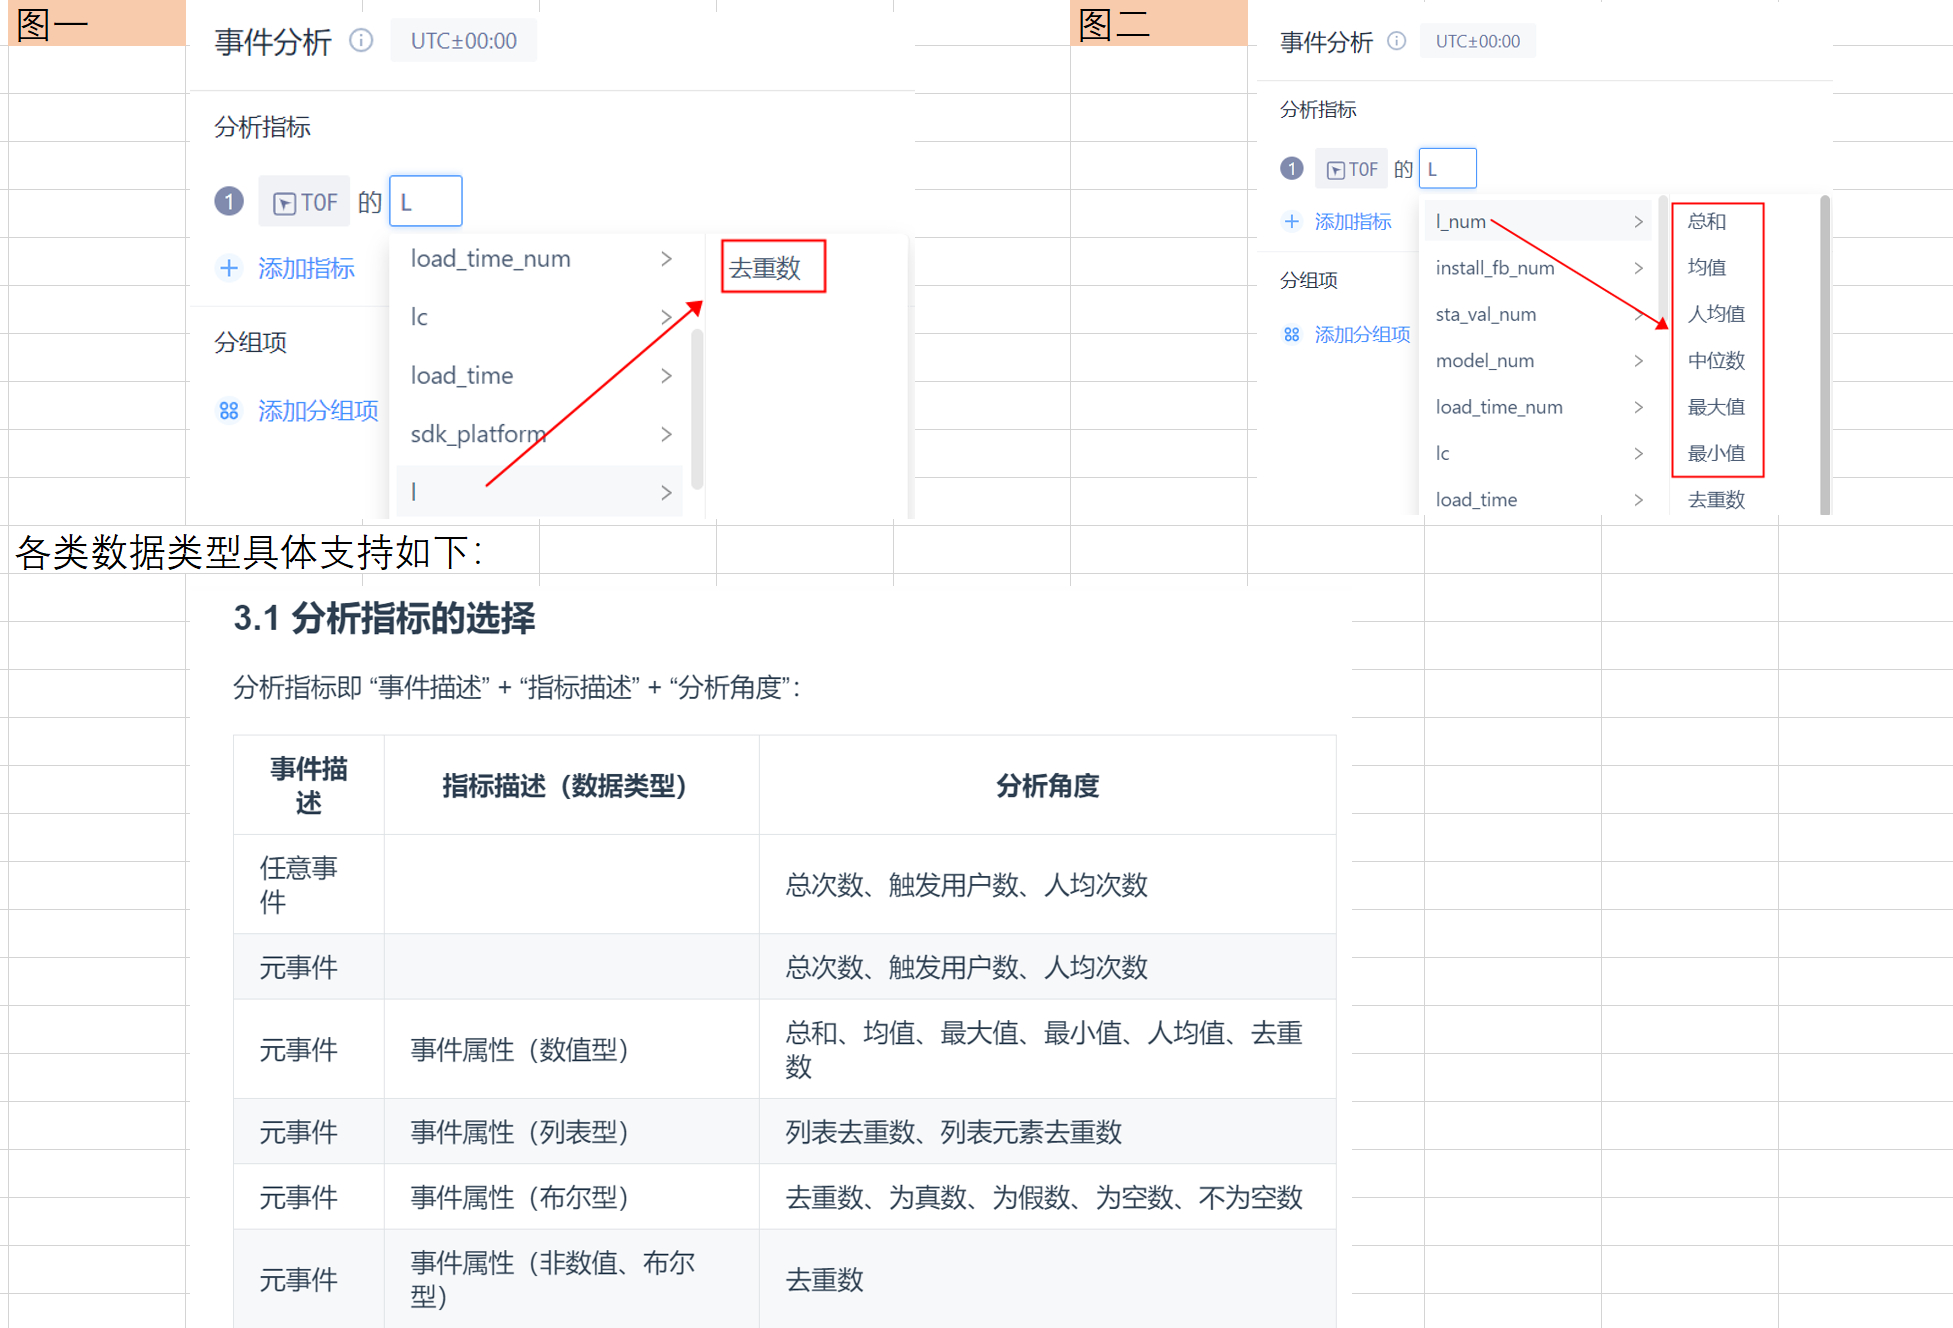 图一
事件分析 UTC±00:00
分析指标
1 TOF 的 L
添加指标
load_time_num
lc
load_time
sdk_platform
l
去重数
分组项
添加分组项
图二
事件分析 UTC±00:00
分析指标
1 TOF 的 L
添加指标
l_num
install_fb_num
sta_val_num
model_num
load_time_num
lc
load_time
总和
均值
人均值
中位数
最大值
最小值
去重数
分组项
添加分组项
各类数据类型具体支持如下：
3.1 分析指标的选择
分析指标即 “事件描述” + “指标描述” + “分析角度”：
事件描
述
指标描述（数据类型）
分析角度
任意事
件
总次数、触发用户数、人均次数
元事件
总次数、触发用户数、人均次数
元事件
事件属性（数值型）
总和、均值、最大值、最小值、人均值、去重
数
元事件
事件属性（列表型）
列表去重数、列表元素去重数
元事件
事件属性（布尔型）
去重数、为真数、为假数、为空数、不为空数
元事件
事件属性（非数值、布尔
型）
去重数